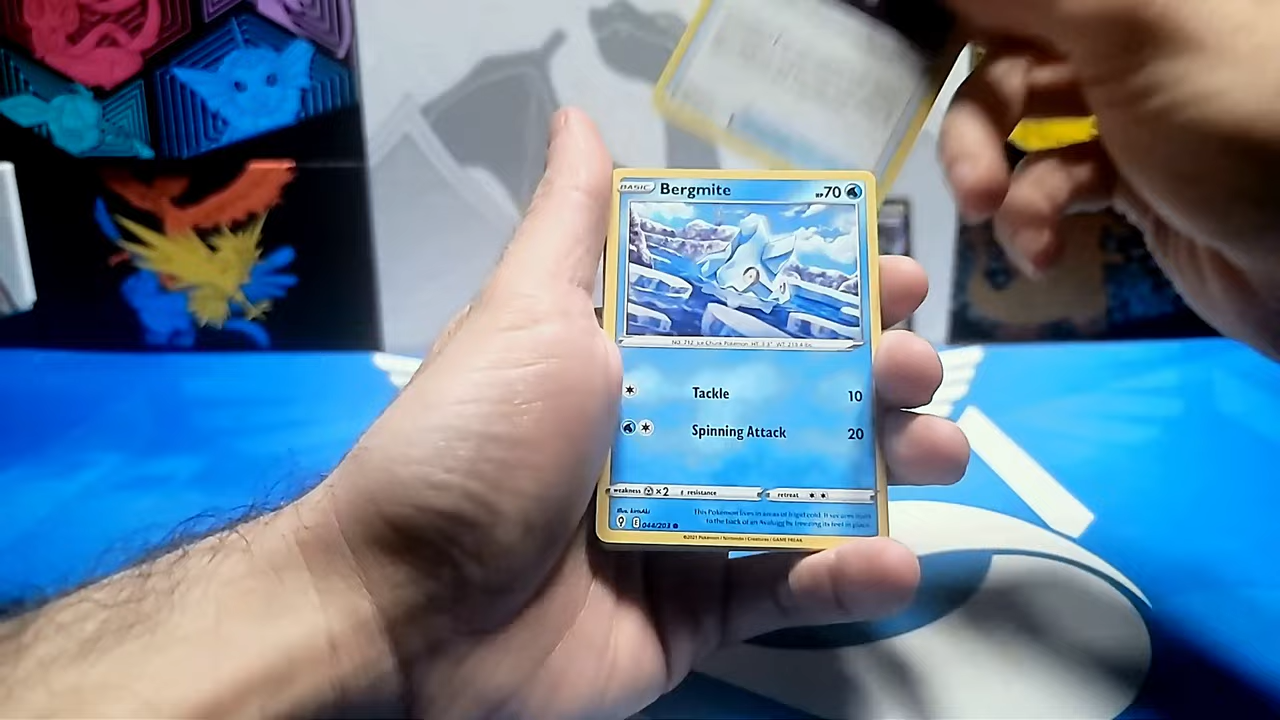 BASIC Bergmite HP70
NO. 712 Ice Chunk Pokémon HT: 3'3" WT: 219.4 lbs.
Tackle 10
Spinning Attack 20
weakness ×2 resistance retreat
Illus. kirisAki
This Pokémon lives in areas of frigid cold. It secures itself
to the back of an Avalugg by freezing its feet in place.
E 044/203
©2021 Pokémon / Nintendo / Creatures / GAME FREAK